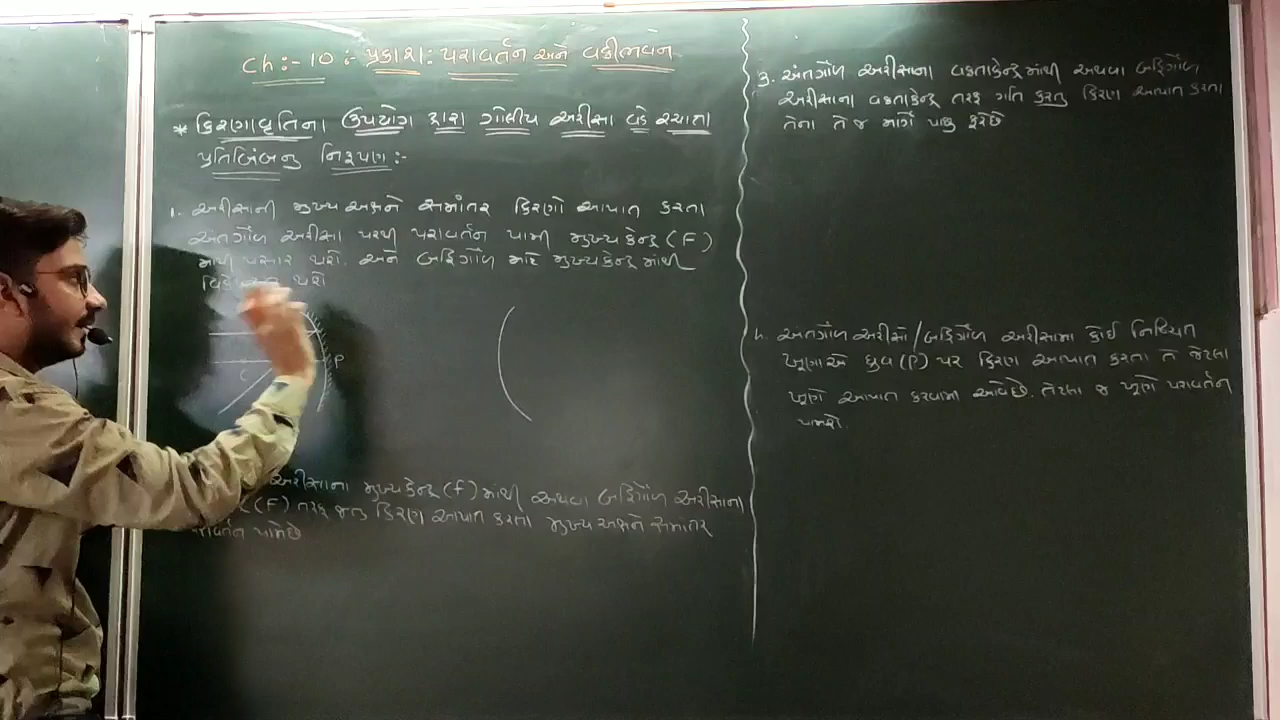 Ch:- 10 :- પ્રકાશ: પરાવર્તન અને વક્રીભવન
* કિરણાકૃતિના ઉપયોગ દ્વારા ગોલીય અરીસા વડે રચાતા
પ્રતિબિંબનુ નિરૂપણ:-
1. અરીસાની મુખ્ય અક્ષને સમાંતર કિરણો આપાત કરતા
અંતર્ગોળ અરીસા પરથી પરાવર્તન પામી મુખ્ય કેન્દ્ર (F)
માંથી પસાર થશે. અને બહિર્ગોળ માટે મુખ્ય કેન્દ્ર માંથી
થશે
P
C
અરીસાના મુખ્ય કેન્દ્ર (f) માંથી અથવા બહિર્ગોળ અરીસાના
(F) તરફ જતુ કિરણ આપાત કરતા મુખ્ય અક્ષને સમાતર
પામેછે
3. અંતર્ગોળ અરીસાના વક્રતાકેન્દ્રમાંથી અથવા બહિર્ગોળ
અરીસાના વક્રતાકેન્દ્ર તરફ ગતિ કરતુ કિરણ આપાત કરતા
તેના તે જ માર્ગે પાછુ ફરેછે
4. અંતર્ગોળ અરીસો/બહિર્ગોળ અરીસામા કોઈ નિશ્ચિત
ખૂણાએ ધ્રુવ (P) પર કિરણ આપાત કરતા તે જેટલા
ખૂણે આપાત કરવામા આવેછે. તેટલા જ ખૂણે પરાવર્તન
પામશે.